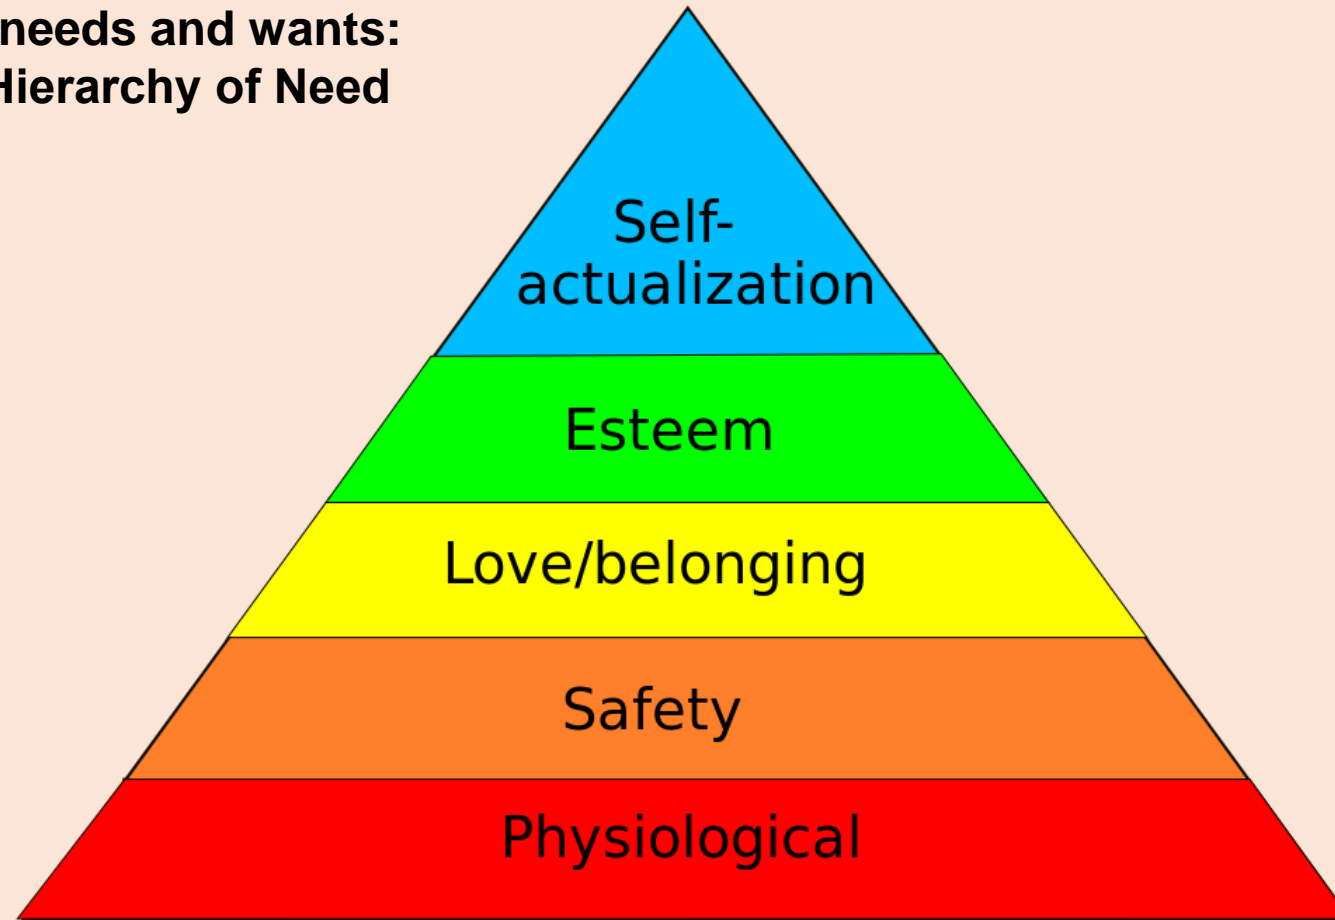 needs and wants:
Hierarchy of Need
Self-
actualization
Esteem
Love/belonging
Safety
Physiological